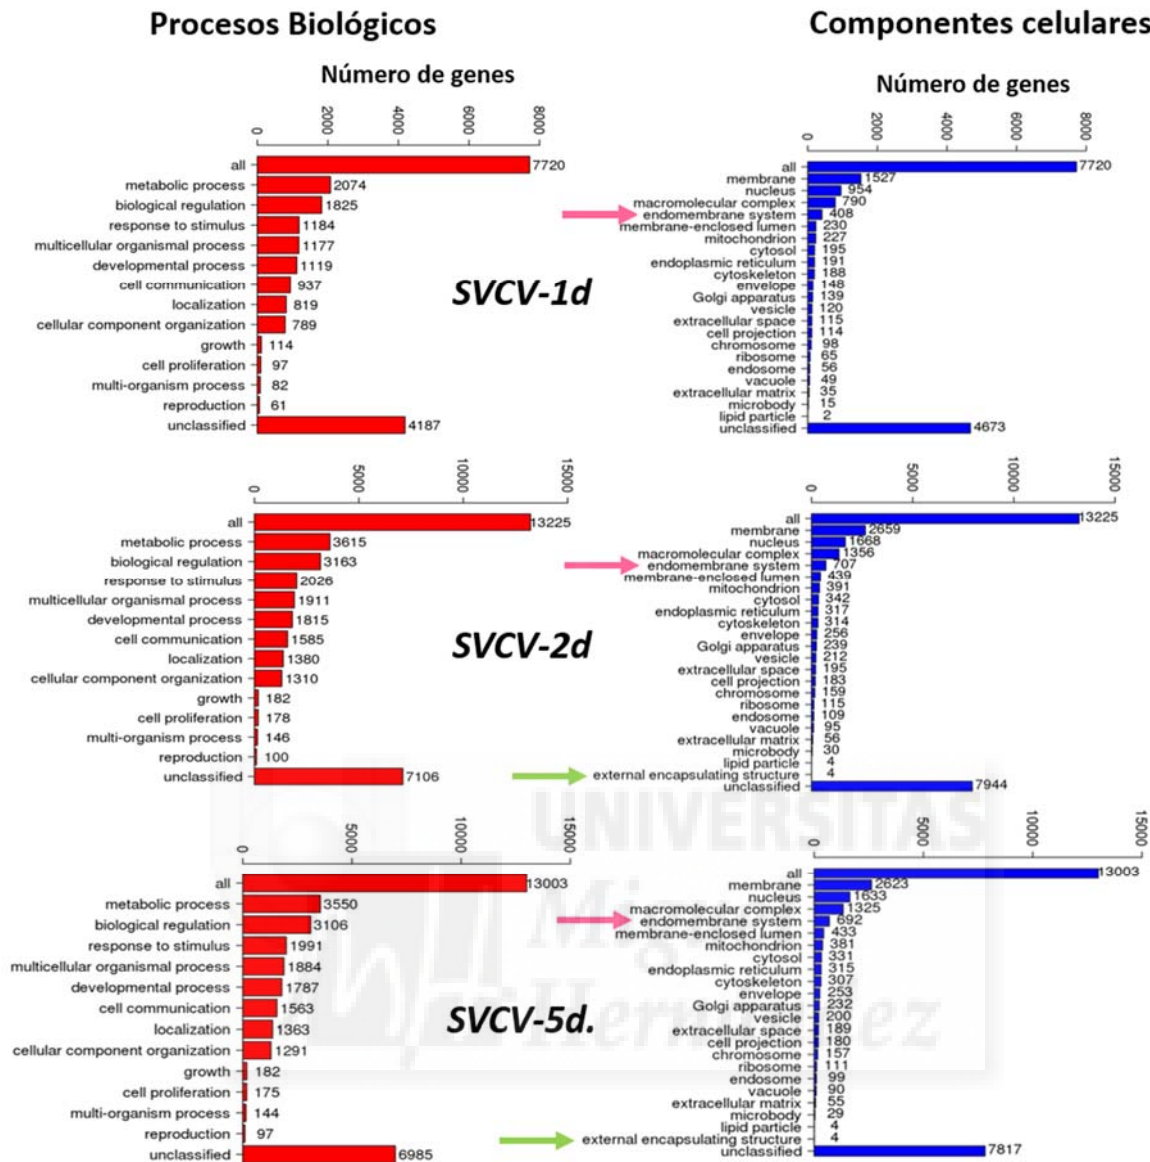 Procesos Biológicos
Componentes celulares
Número de genes
Número de genes
0 2000 4000 6000 8000
0 2000 4000 6000 8000
all 7720
metabolic process 2074
biological regulation 1825
response to stimulus 1184
multicellular organismal process 1177
developmental process 1119
cell communication 937
localization 819
cellular component organization 789
growth 114
cell proliferation 97
multi-organism process 82
reproduction 61
unclassified 4187
SVCV-1d
all 7720
membrane 1527
nucleus 954
macromolecular complex 790
endomembrane system 408
membrane-enclosed lumen 230
mitochondrion 227
cytosol 195
endoplasmic reticulum 191
cytoskeleton 188
envelope 148
Golgi apparatus 139
vesicle 120
extracellular space 115
cell projection 114
chromosome 98
ribosome 65
endosome 56
vacuole 49
extracellular matrix 35
microbody 15
lipid particle 2
unclassified 4673
0 5000 10000 15000
0 5000 10000 15000
all 13225
metabolic process 3615
biological regulation 3163
response to stimulus 2026
multicellular organismal process 1911
developmental process 1815
cell communication 1585
localization 1380
cellular component organization 1310
growth 182
cell proliferation 178
multi-organism process 146
reproduction 100
unclassified 7106
SVCV-2d
all 13225
membrane 2659
nucleus 1668
macromolecular complex 1356
endomembrane system 707
membrane-enclosed lumen 439
mitochondrion 391
cytosol 342
endoplasmic reticulum 317
cytoskeleton 314
envelope 256
Golgi apparatus 239
vesicle 212
extracellular space 195
cell projection 183
chromosome 159
ribosome 115
endosome 109
vacuole 95
extracellular matrix 56
microbody 30
lipid particle 4
external encapsulating structure 4
unclassified 7944
0 5000 10000 15000
0 5000 10000 15000
all 13003
metabolic process 3550
biological regulation 3106
response to stimulus 1991
multicellular organismal process 1884
developmental process 1787
cell communication 1563
localization 1363
cellular component organization 1291
growth 182
cell proliferation 175
multi-organism process 144
reproduction 97
unclassified 6985
SVCV-5d.
all 13003
membrane 2623
nucleus 1633
macromolecular complex 1325
endomembrane system 692
membrane-enclosed lumen 433
mitochondrion 381
cytosol 331
endoplasmic reticulum 315
cytoskeleton 307
envelope 253
Golgi apparatus 232
vesicle 200
extracellular space 189
cell projection 180
chromosome 157
ribosome 111
endosome 99
vacuole 90
extracellular matrix 55
microbody 29
lipid particle 4
external encapsulating structure 4
unclassified 7817
UNIVERSITAS